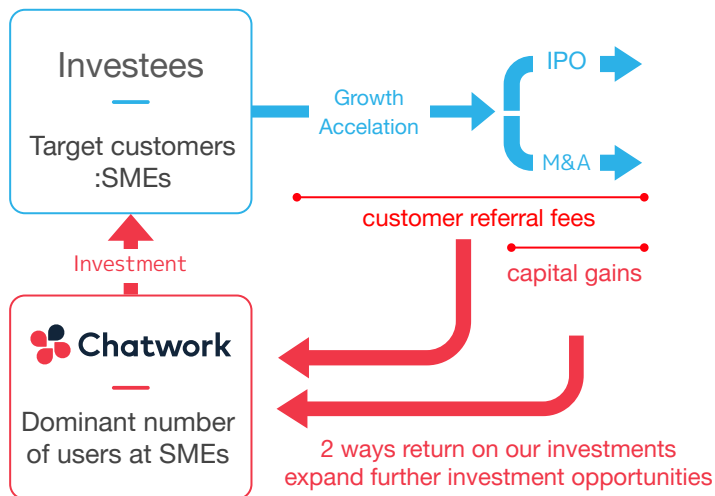 Investees
Target customers
:SMEs
Growth
Accelation
IPO
M&A
customer referral fees
capital gains
Investment
Chatwork
Dominant number
of users at SMEs
2 ways return on our investments
expand further investment opportunities